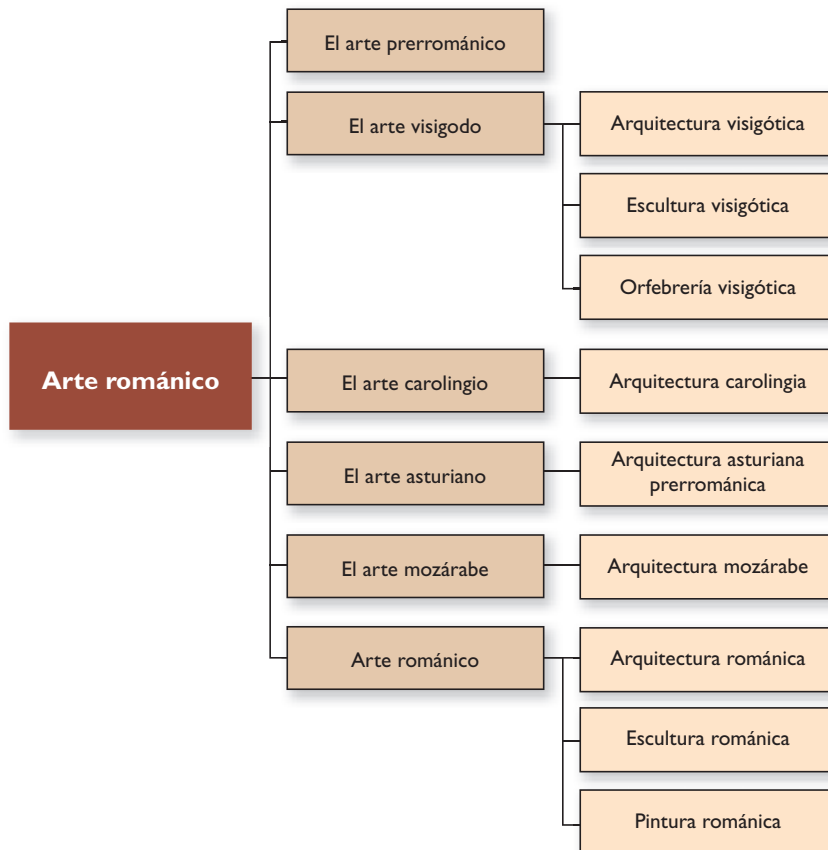 Arte románico
El arte prerrománico
El arte visigodo
Arquitectura visigótica
Escultura visigótica
Orfebrería visigótica
El arte carolingio
Arquitectura carolingia
El arte asturiano
Arquitectura asturiana
prerrománica
El arte mozárabe
Arquitectura mozárabe
Arte románico
Arquitectura románica
Escultura románica
Pintura románica